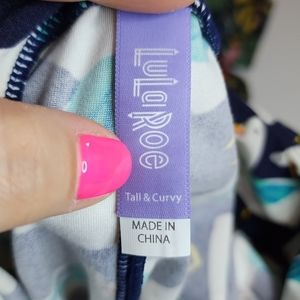 LuLaRoe
Tall & Curvy
MADE IN
CHINA